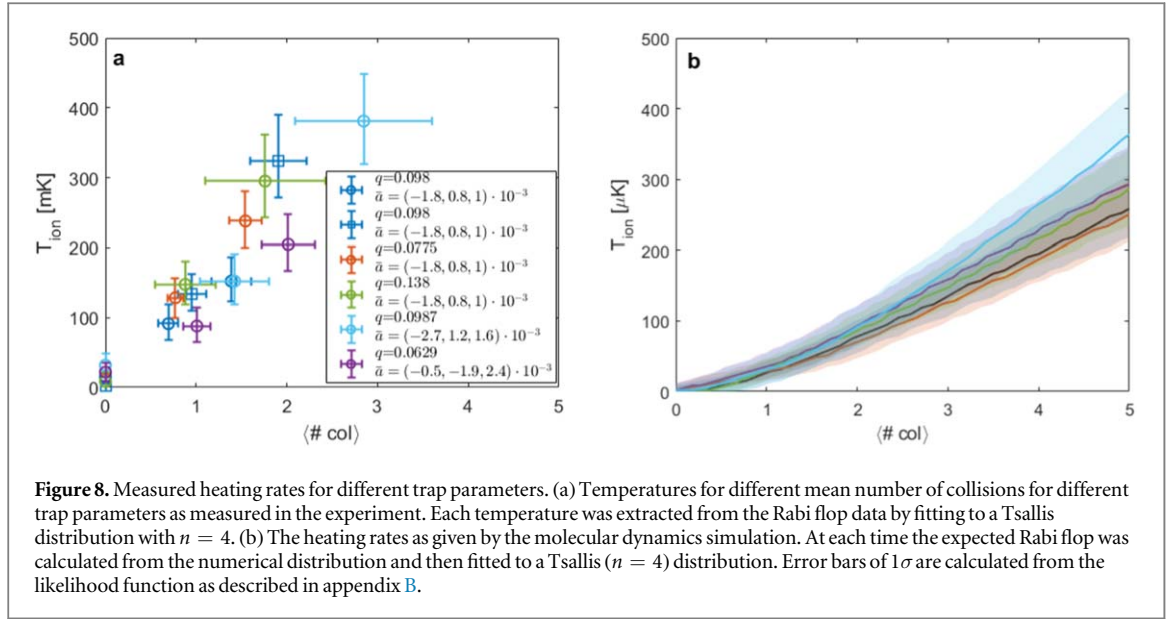 a
500
400
300
200
100
0
T_ion [mK]
0 1 2 3 4 5
⟨# col⟩
q=0.098
ā = (−1.8, 0.8, 1) · 10⁻³
q=0.098
ā = (−1.8, 0.8, 1) · 10⁻³
q=0.0775
ā = (−1.8, 0.8, 1) · 10⁻³
q=0.138
ā = (−1.8, 0.8, 1) · 10⁻³
q=0.0987
ā = (−2.7, 1.2, 1.6) · 10⁻³
q=0.0629
ā = (−0.5, −1.9, 2.4) · 10⁻³
b
500
400
300
200
100
0
T_ion [μK]
0 1 2 3 4 5
⟨# col⟩
Figure 8. Measured heating rates for different trap parameters. (a) Temperatures for different mean number of collisions for different
trap parameters as measured in the experiment. Each temperature was extracted from the Rabi flop data by fitting to a Tsallis
distribution with n = 4. (b) The heating rates as given by the molecular dynamics simulation. At each time the expected Rabi flop was
calculated from the numerical distribution and then fitted to a Tsallis (n = 4) distribution. Error bars of 1σ are calculated from the
likelihood function as described in appendix B.